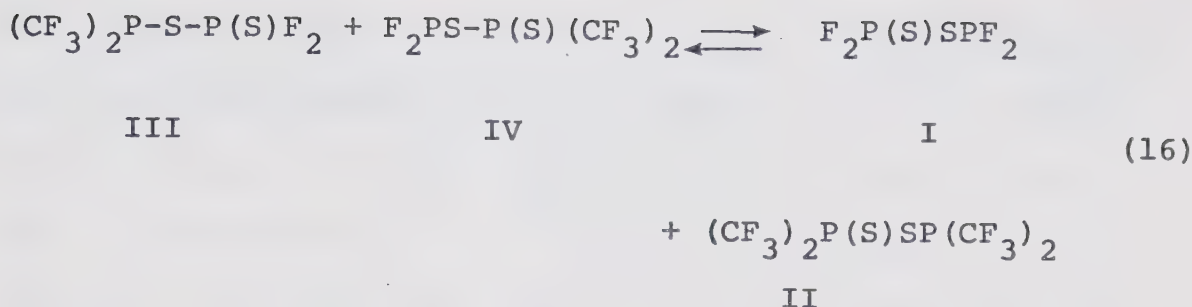 (CF3)2P-S-P(S)F2 + F2PS-P(S)(CF3)2 ⇌ F2P(S)SPF2
III IV I
(16)
+ (CF3)2P(S)SP(CF3)2
II